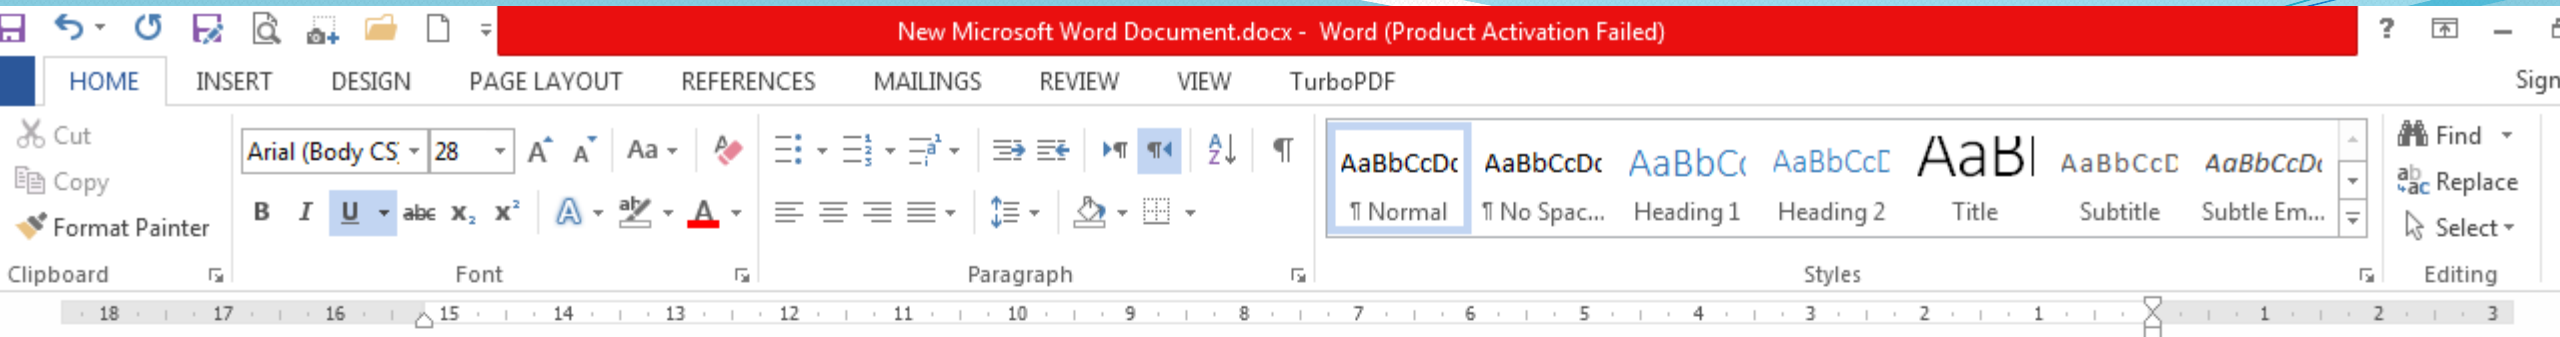 New Microsoft Word Document.docx - Word (Product Activation Failed)
HOME INSERT DESIGN PAGE LAYOUT REFERENCES MAILINGS REVIEW VIEW TurboPDF Sign
Cut
Copy
Format Painter
Clipboard
Arial (Body CS) 28 A A Aa
B I U abc x₂ x² A aby A
Font
A Z ¶
Paragraph
AaBbCcDc AaBbCcDc AaBbCc AaBbCcD AaB AaBbCcD AaBbCcDc
¶ Normal ¶ No Spac... Heading 1 Heading 2 Title Subtitle Subtle Em...
Styles
Find
Replace
Select
Editing
18 17 16 15 14 13 12 11 10 9 8 7 6 5 4 3 2 1 1 2 3